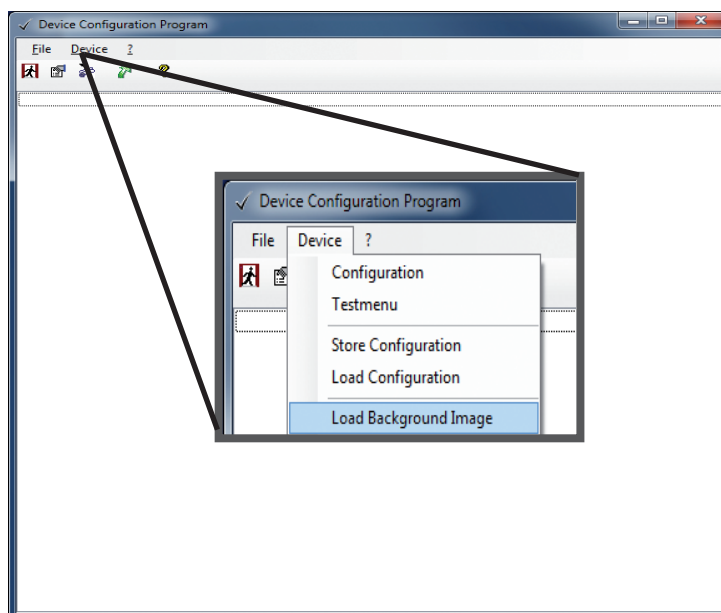 Device Configuration Program
File Device ?
Device Configuration Program
File Device ?
Configuration
Testmenu
Store Configuration
Load Configuration
Load Background Image